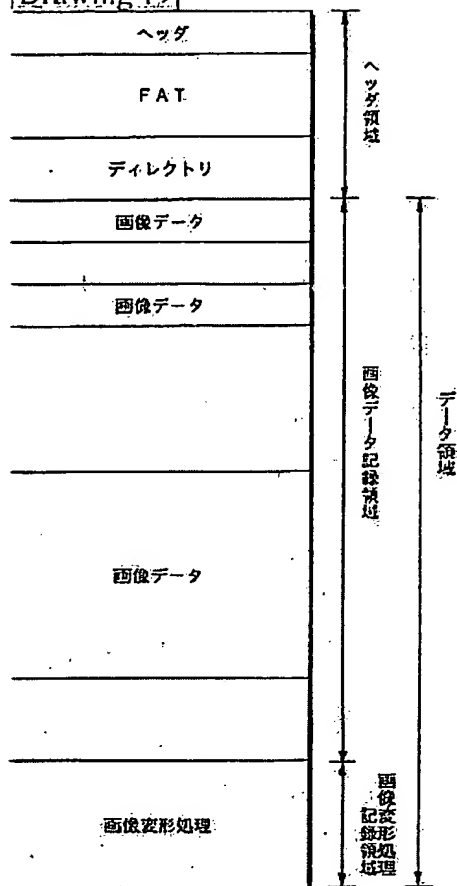 ヘッダ
FAT
ディレクトリ
画像データ
画像データ
画像データ
画像変形処理
ヘッダ領域
画像データ記録領域
画像変形処理
記録領域
データ領域